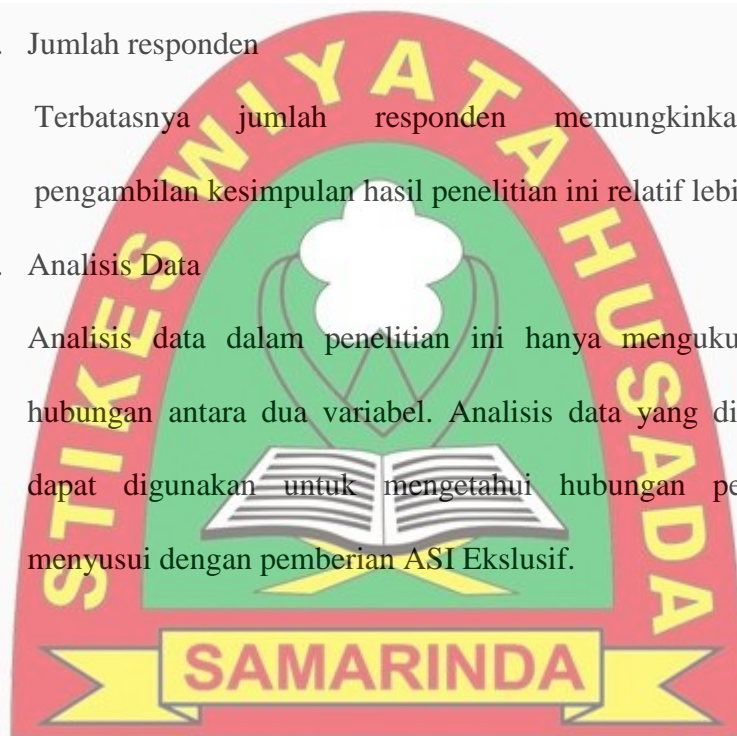 . Jumlah responden
Terbatasnya jumlah responden memungkinka
pengambilan kesimpulan hasil penelitian ini relatif lebi
. Analisis Data
Analisis data dalam penelitian ini hanya menguku
hubungan antara dua variabel. Analisis data yang di
dapat digunakan untuk mengetahui hubungan pe
menyusui dengan pemberian ASI Ekslusif.
STIKES WIYATA HUSADA
SAMARINDA